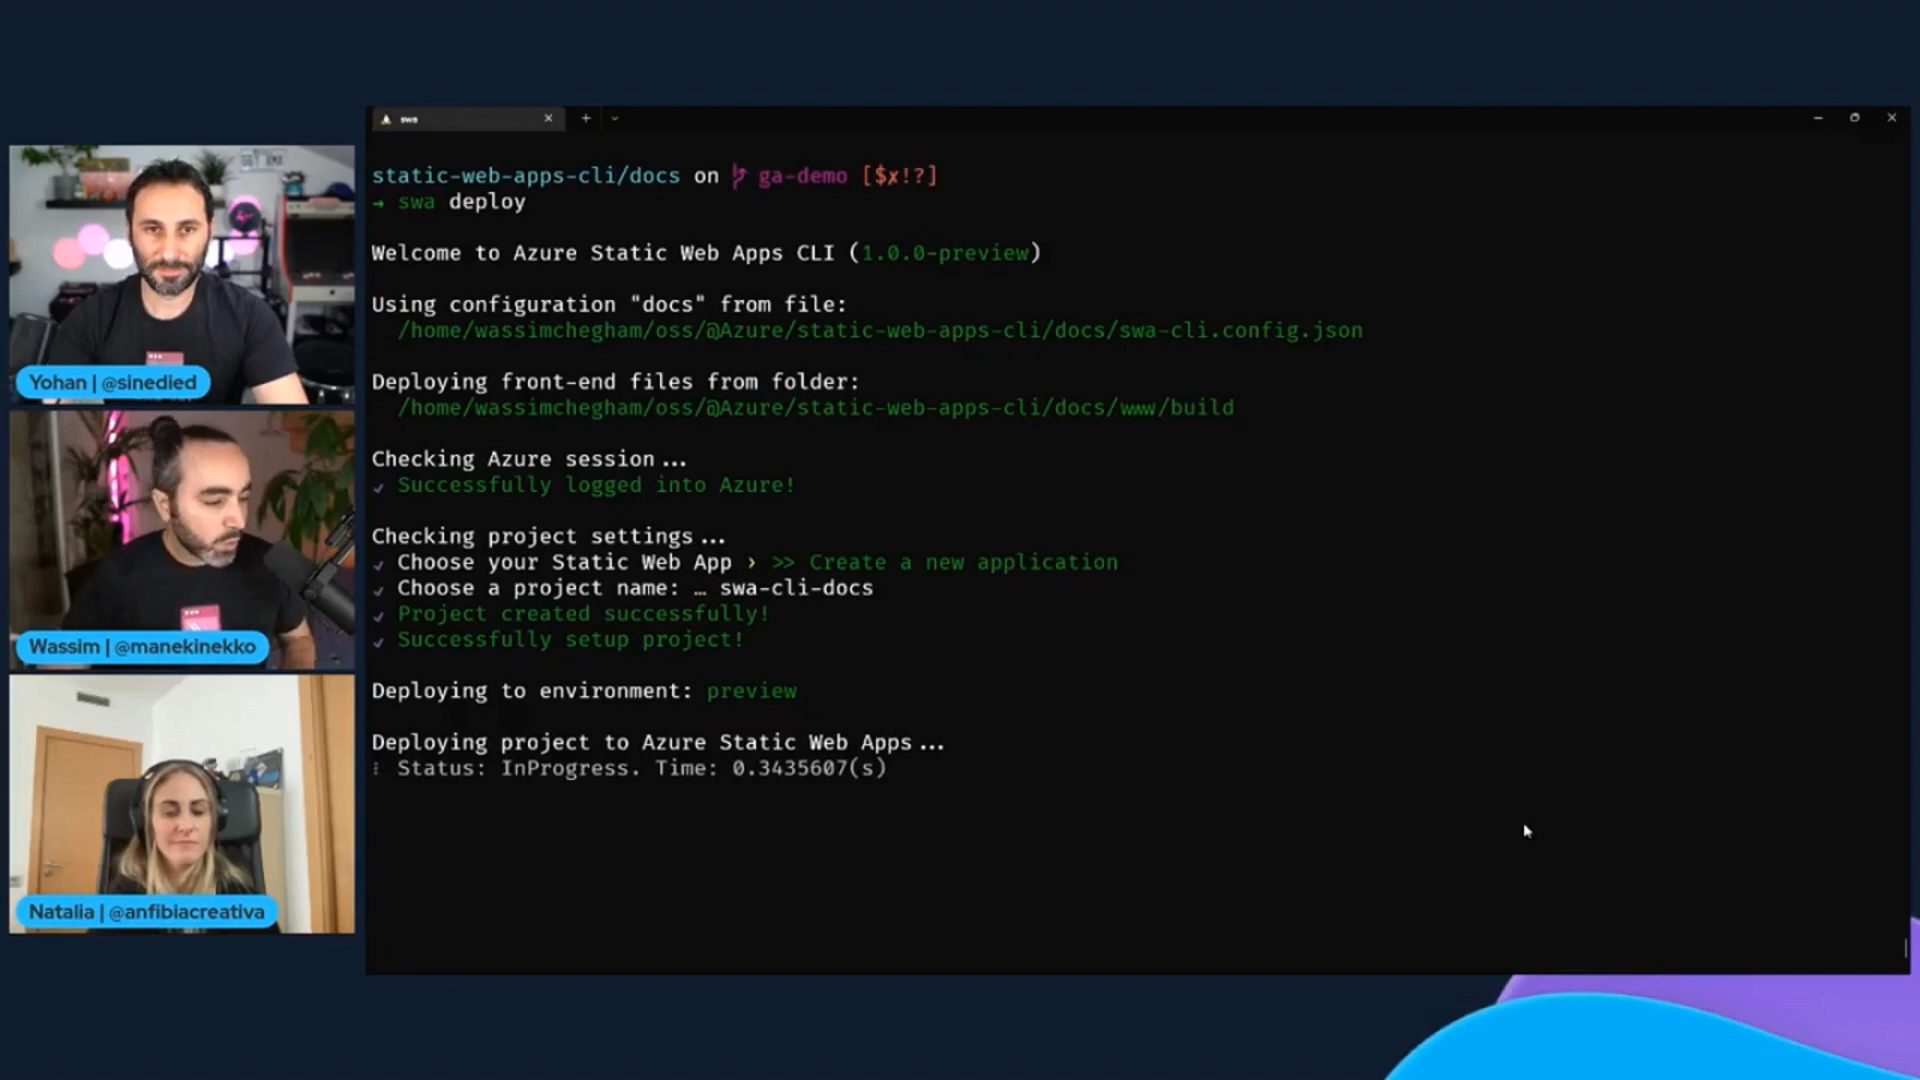 swa
static-web-apps-cli/docs on ga-demo [$x!?]
→ swa deploy
Welcome to Azure Static Web Apps CLI (1.0.0-preview)
Using configuration "docs" from file:
/home/wassimchegham/oss/@Azure/static-web-apps-cli/docs/swa-cli.config.json
Deploying front-end files from folder:
/home/wassimchegham/oss/@Azure/static-web-apps-cli/docs/www/build
Checking Azure session...
✔ Successfully logged into Azure!
Checking project settings...
✔ Choose your Static Web App › >> Create a new application
✔ Choose a project name: … swa-cli-docs
✔ Project created successfully!
✔ Successfully setup project!
Deploying to environment: preview
Deploying project to Azure Static Web Apps...
Status: InProgress. Time: 0.3435607(s)
Yohan | @sinedied
Wassim | @manekinekko
Natalia | @anfibiacreativa